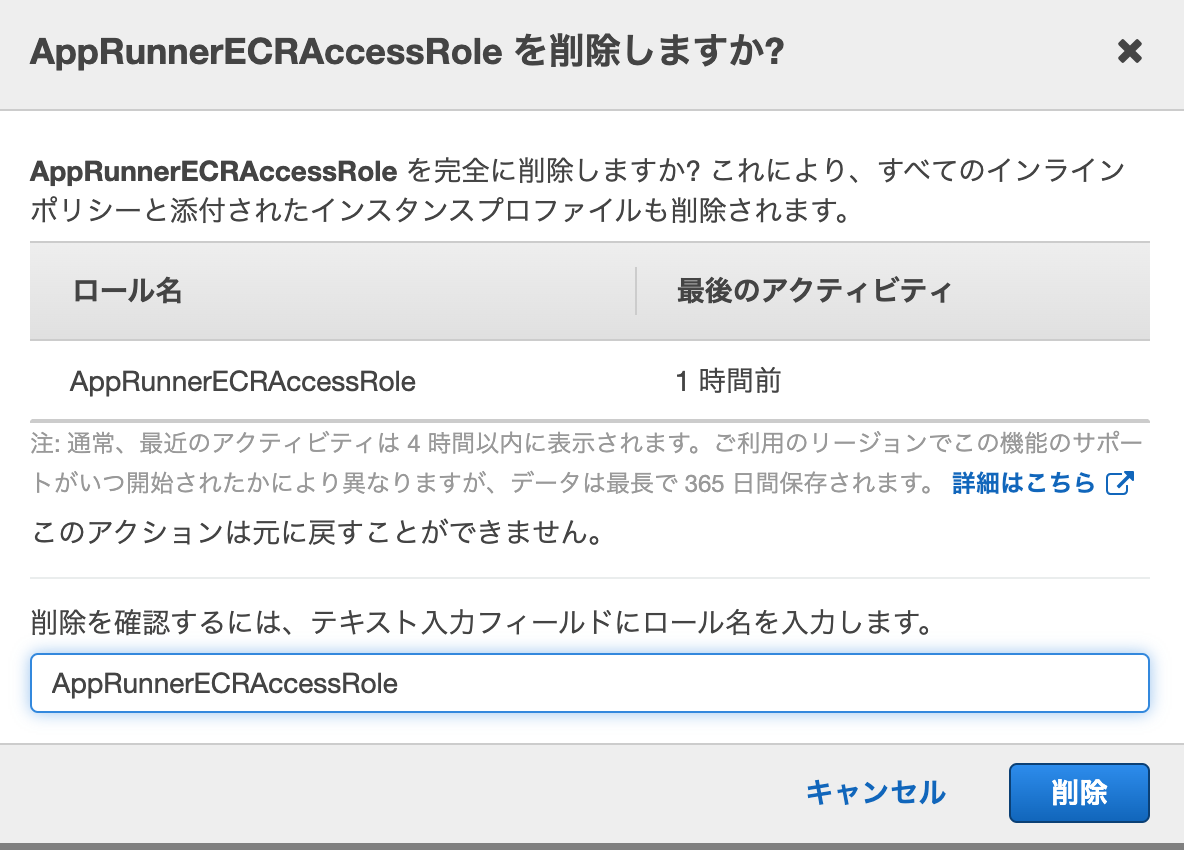 AppRunnerECRAccessRole を削除しますか?
AppRunnerECRAccessRole を完全に削除しますか? これにより、すべてのインライン
ポリシーと添付されたインスタンスプロファイルも削除されます。
ロール名
最後のアクティビティ
AppRunnerECRAccessRole
1 時間前
注: 通常、最近のアクティビティは 4 時間以内に表示されます。ご利用のリージョンでこの機能のサポー
トがいつ開始されたかにより異なりますが、データは最長で 365 日間保存されます。 詳細はこちら
このアクションは元に戻すことができません。
削除を確認するには、テキスト入力フィールドにロール名を入力します。
AppRunnerECRAccessRole
キャンセル
削除